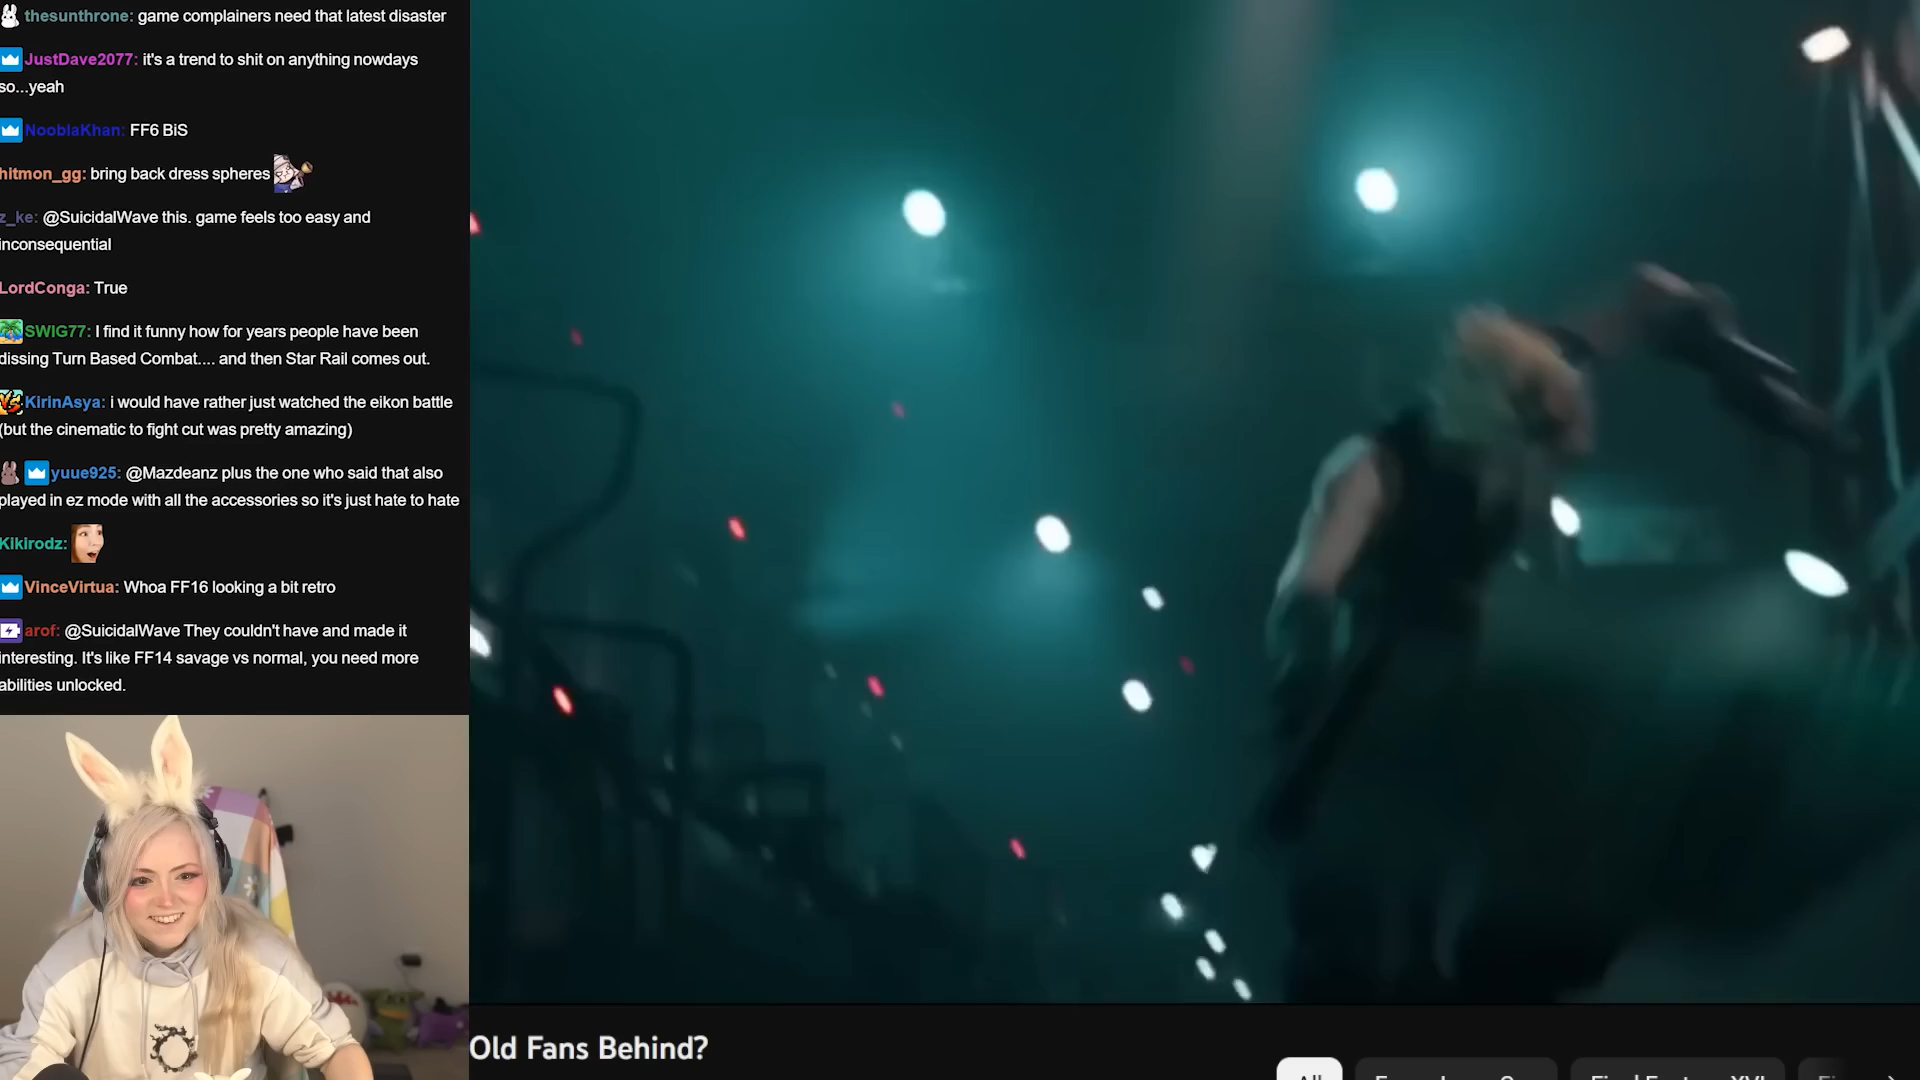 thesunthrone: game complainers need that latest disaster
JustDave2077: it's a trend to shit on anything nowdays
so...yeah
NooblaKhan: FF6 BiS
hitmon_gg: bring back dress spheres
z_ke: @SuicidalWave this. game feels too easy and
inconsequential
LordConga: True
SWIG77: I find it funny how for years people have been
dissing Turn Based Combat.... and then Star Rail comes out.
KirinAsya: i would have rather just watched the eikon battle
(but the cinematic to fight cut was pretty amazing)
yuue925: @Mazdeanz plus the one who said that also
played in ez mode with all the accessories so it's just hate to hate
Kikirodz:
VinceVirtua: Whoa FF16 looking a bit retro
arof: @SuicidalWave They couldn't have and made it
interesting. It's like FF14 savage vs normal, you need more
abilities unlocked.
Old Fans Behind?
All